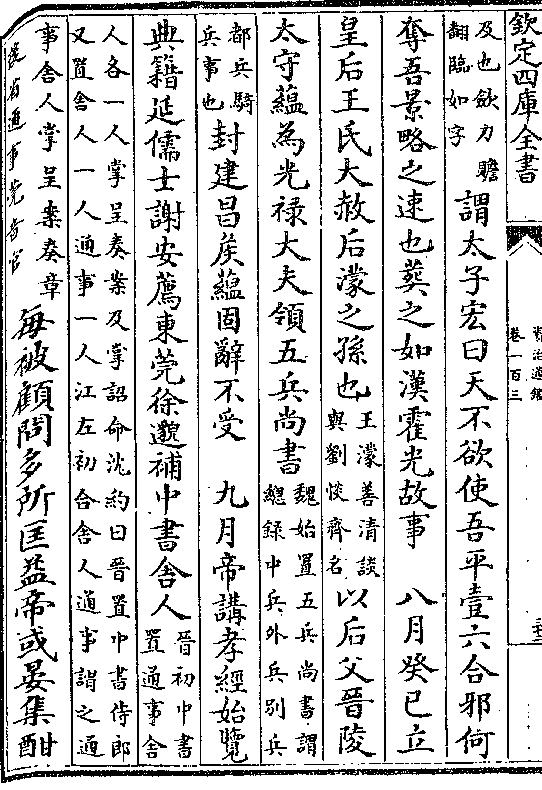 欽定四庫全書
資治通鑑
卷一百三
及也斂力贍
翻臨如字
謂太子宏曰天不欲使吾平壹六合邪何
奪吾景略之速也葬之如漢霍光故事　八月癸巳立
皇后王氏大赦后濛之孫也
王濛善清談
與劉惔齊名
以后父晉陵
太守蘊為光禄大夫領五兵尚書
魏始置五兵尚書謂
總錄中兵外兵别兵
都兵騎
兵事也
封建昌侯蘊固辭不受　九月帝講孝經始覽
典籍延儒士謝安薦東莞徐邈補中書舍人
晉初中書
置通事舍
人各一人掌呈奏案及掌詔命沈約曰晉置中書侍郎
又置舍人一人通事一人江左初合舍人通事謂之通
事舍人掌呈案奏章
後省通事
每被顧問多所匡益帝或宴集酣